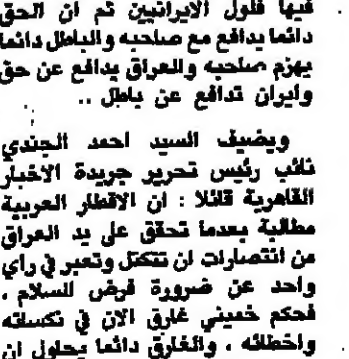 فيها فلول الايرانيين ثم ان الحق
دائما يدافع مع صاحبه والباطل دائما
يهزم صاحبه والعراق يدافع عن حق
وايران تدافع عن باطل ..
ويضيف السيد احمد الجندي
نائب رئيس تحرير جريدة الاخبار
القاهرية قائلا : ان الاقطار العربية
مطالبة بعدما تحقق على يد العراق
من انتصارات ان تتكتل وتعبر في راي
واحد عن ضرورة فرض السلام .
فحكم خميني غارق الان في نكساته
واخطائه ، والغارق دائما يحاول ان